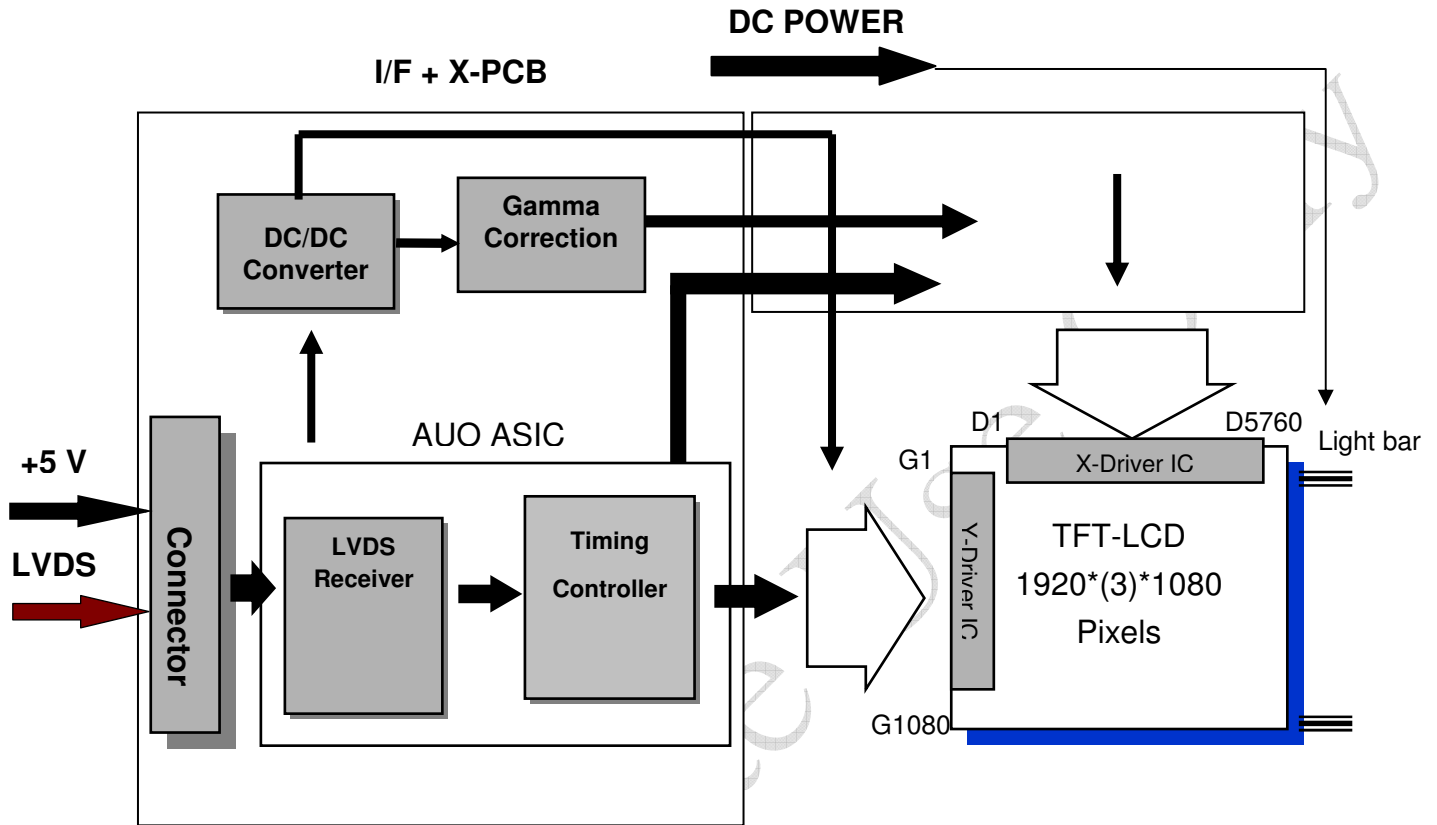 DC POWER
I/F + X-PCB
Gamma
Correction
DC/DC
Converter
AUO ASIC
+5 V
LVDS
Connector
LVDS
Receiver
Timing
Controller
D1
D5760
Light bar
G1
X-Driver IC
Y-Driver IC
TFT-LCD
1920*(3)*1080
Pixels
G1080